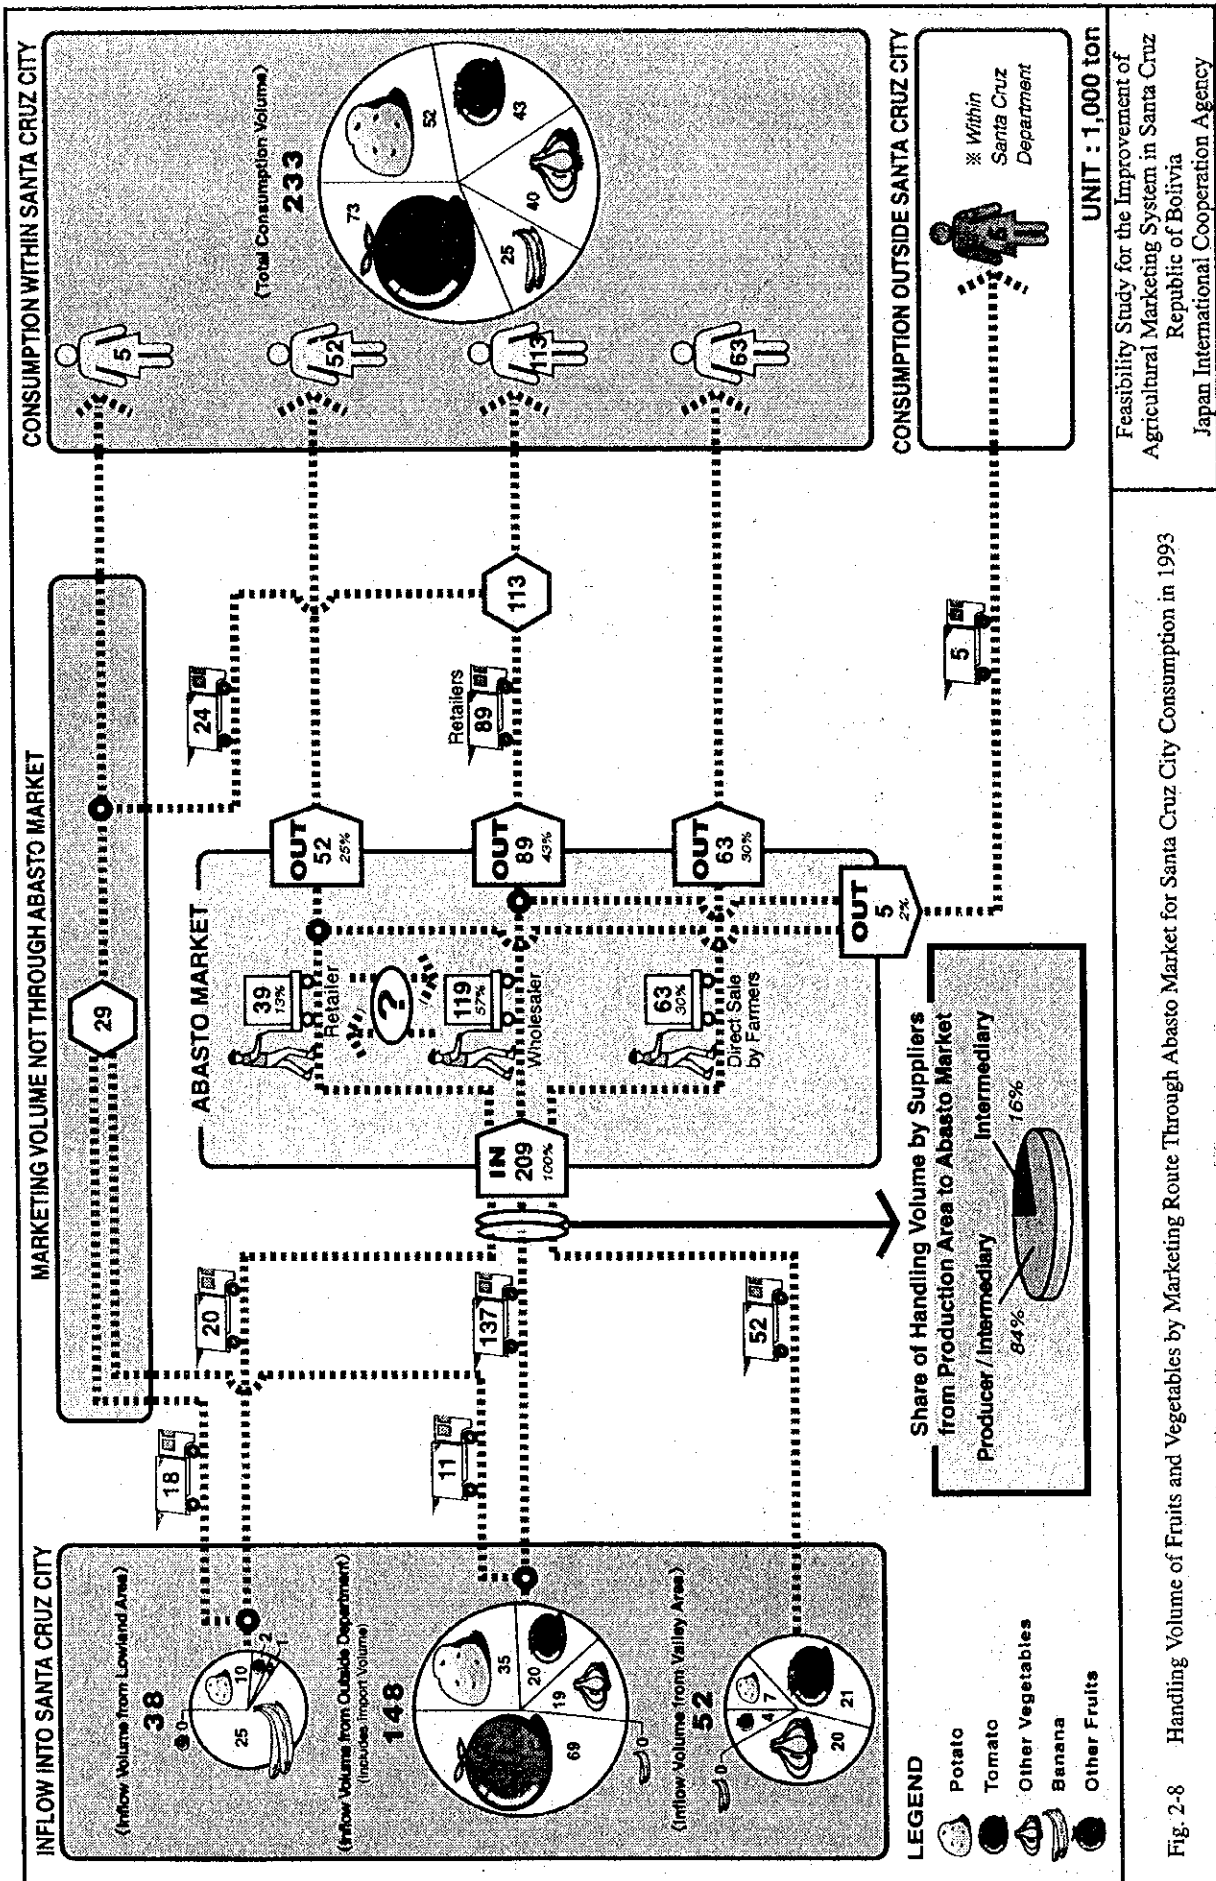 INFLOW INTO SANTA CRUZ CITY
(Inflow Volume from Lowland Area)
38
0
10
2
1
25
(Inflow Volume from Outside Department)
(Includes Import Volume)
148
35
20
19
0
69
(Inflow Volume from Valley Area)
52
0
4
7
21
20
LEGEND
Potato
Tomato
Other Vegetables
Banana
Other Fruits
18
11
20
137
52
MARKETING VOLUME NOT THROUGH ABASTO MARKET
29
24
ABASTO MARKET
IN
209
100%
39
13%
Retailer
?
119
57%
Wholesaler
63
30%
Direct Sale
by Farmers
OUT
52
25%
OUT
89
43%
OUT
63
30%
OUT
5
2%
Retailers
89
113
5
Share of Handling Volume by Suppliers
from Production Area to Abasto Market
Producer / Intermediary
Intermediary
84%
16%
CONSUMPTION WITHIN SANTA CRUZ CITY
5
52
113
63
(Total Consumption Volume)
233
73
52
43
40
25
CONSUMPTION OUTSIDE SANTA CRUZ CITY
5
※ Within
Santa Cruz
Department
UNIT : 1,000 ton
Fig. 2-8 Handling Volume of Fruits and Vegetables by Marketing Route Through Abasto Market for Santa Cruz City Consumption in 1993
Feasibility Study for the Improvement of
Agricultural Marketing System in Santa Cruz
Republic of Bolivia
Japan International Cooperation Agency